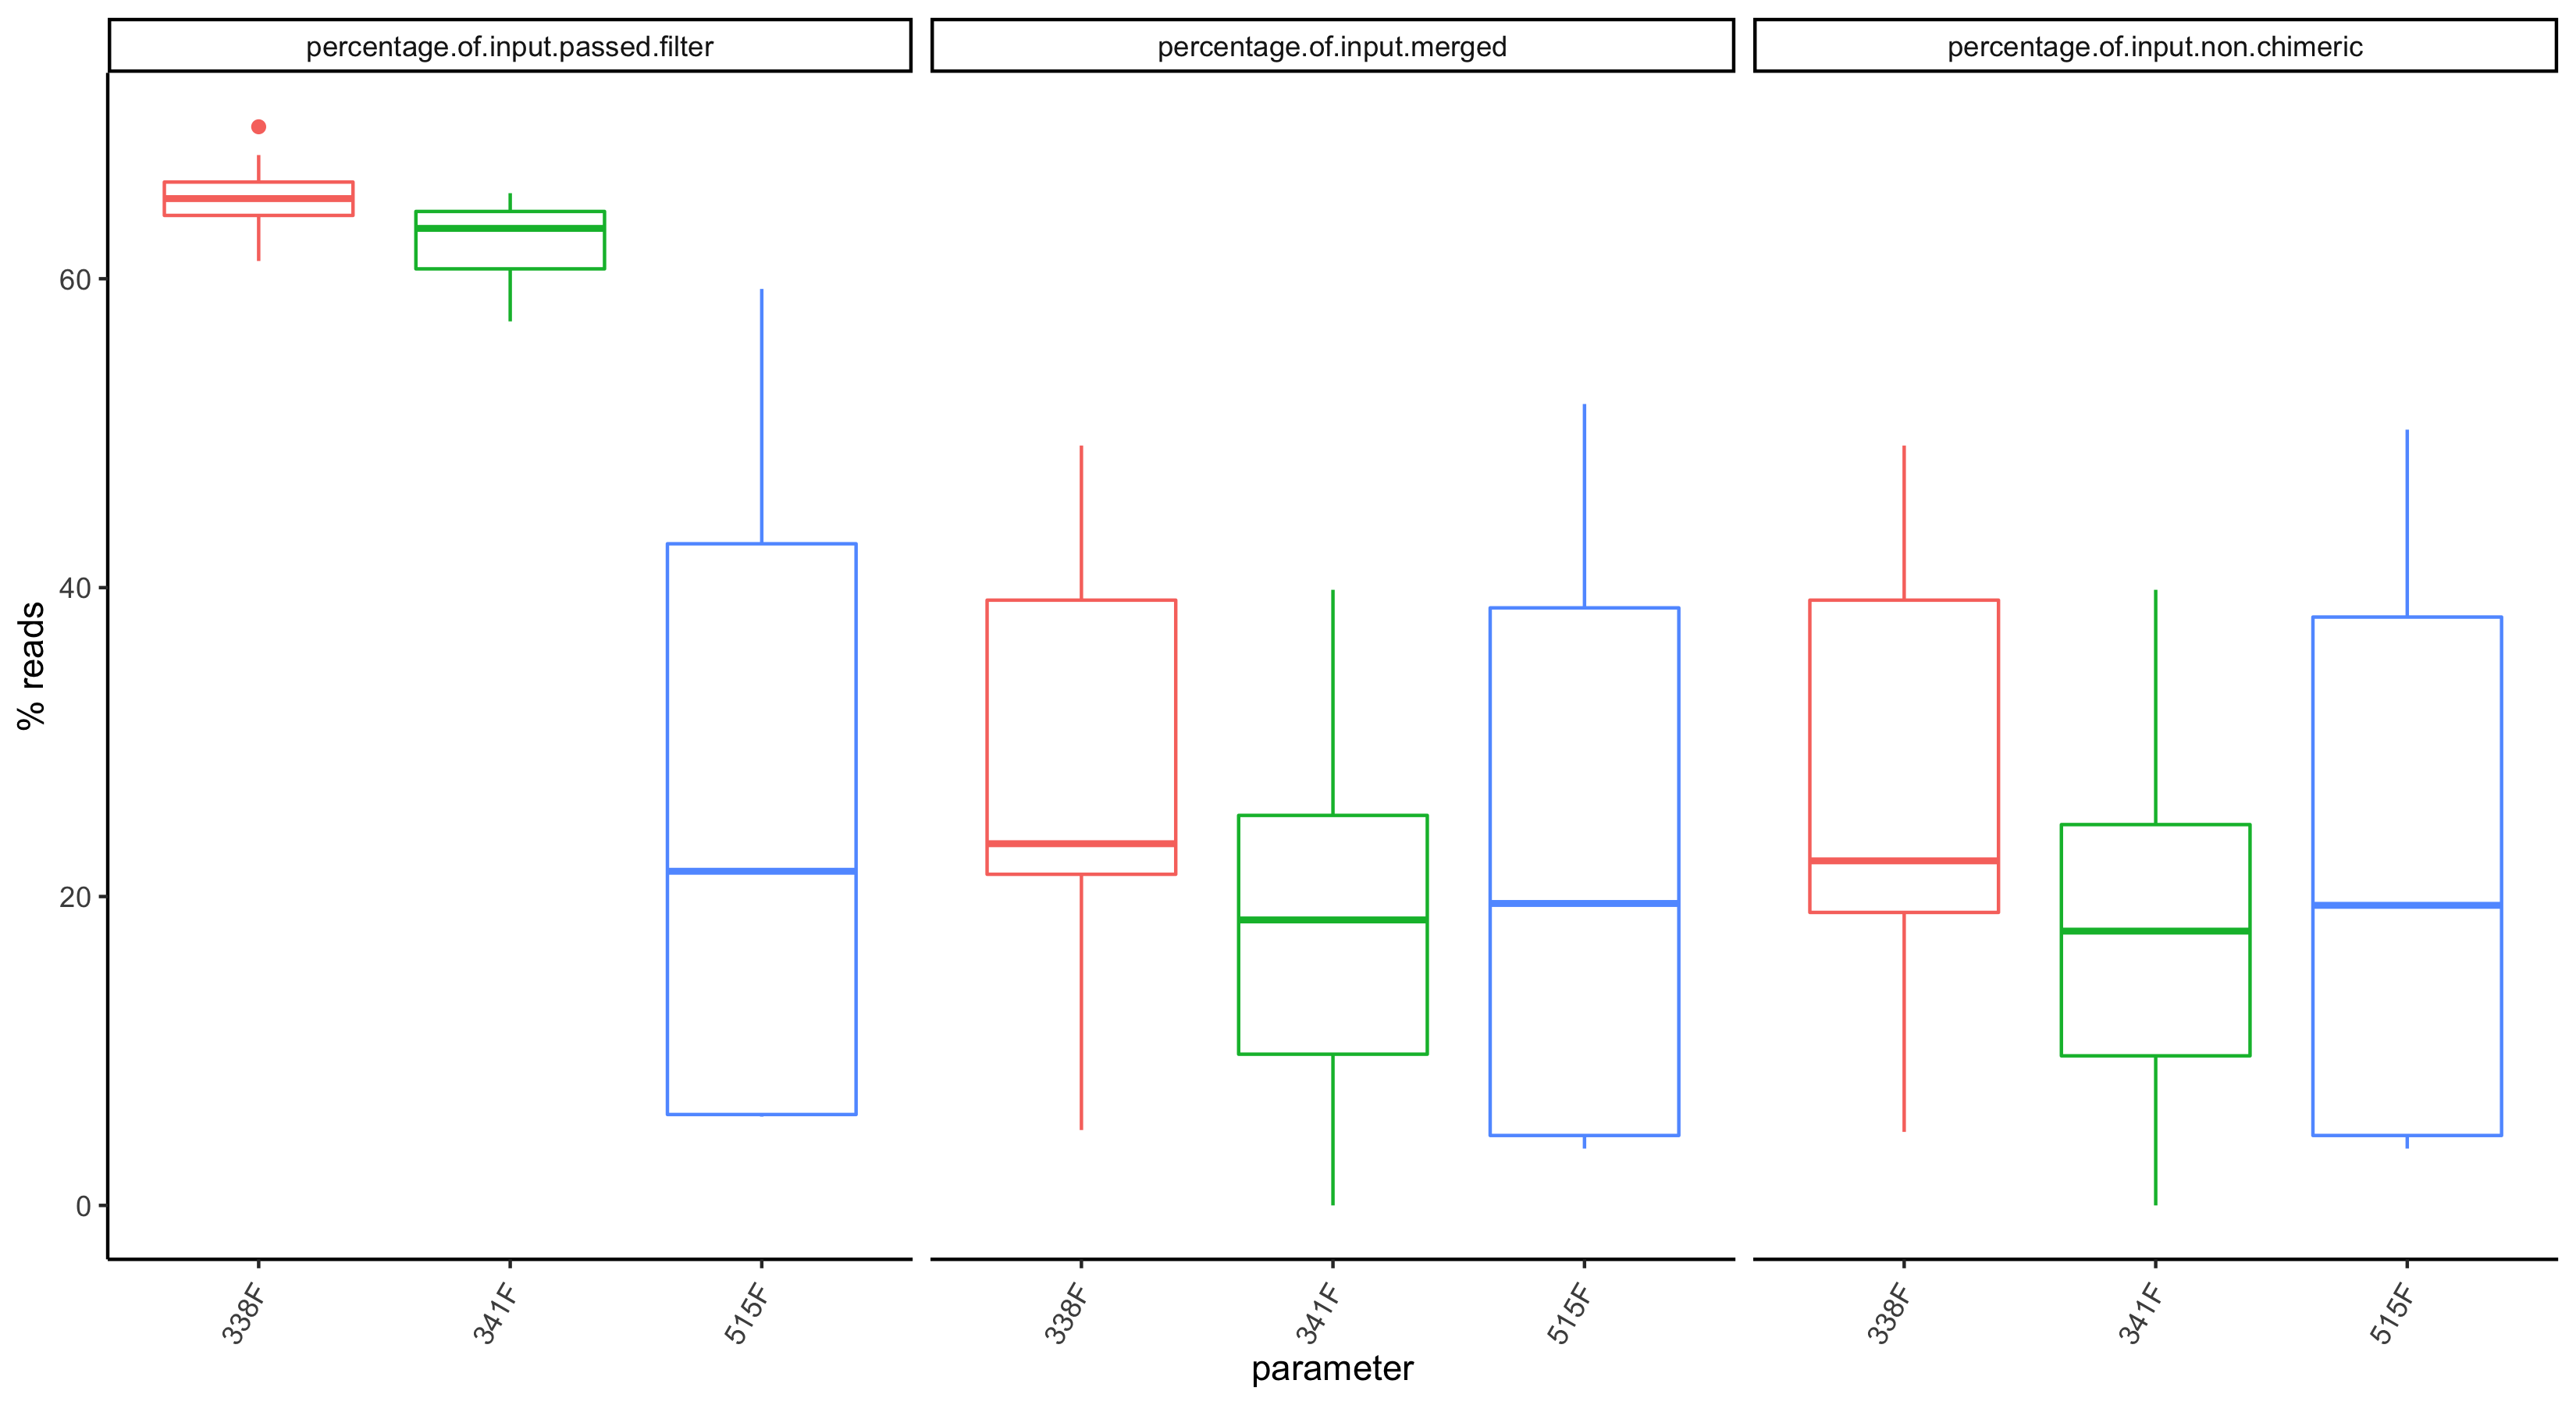 percentage.of.input.passed.filter
percentage.of.input.merged
percentage.of.input.non.chimeric
% reads
60
40
20
0
338F
341F
515F
338F
341F
515F
338F
341F
515F
parameter